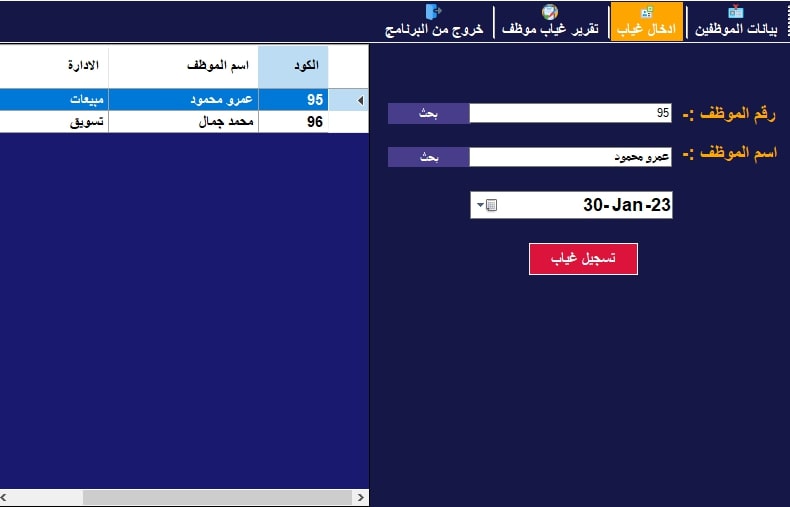 بيانات الموظفين
ادخال غياب
تقرير غياب موظف
خروج من البرنامج
رقم الموظف :-
95
بحث
اسم الموظف :-
عمرو محمود
بحث
30- Jan -23
تسجيل غياب
الكود اسم الموظف الادارة
95 عمرو محمود مبيعات
96 محمد جمال تسويق